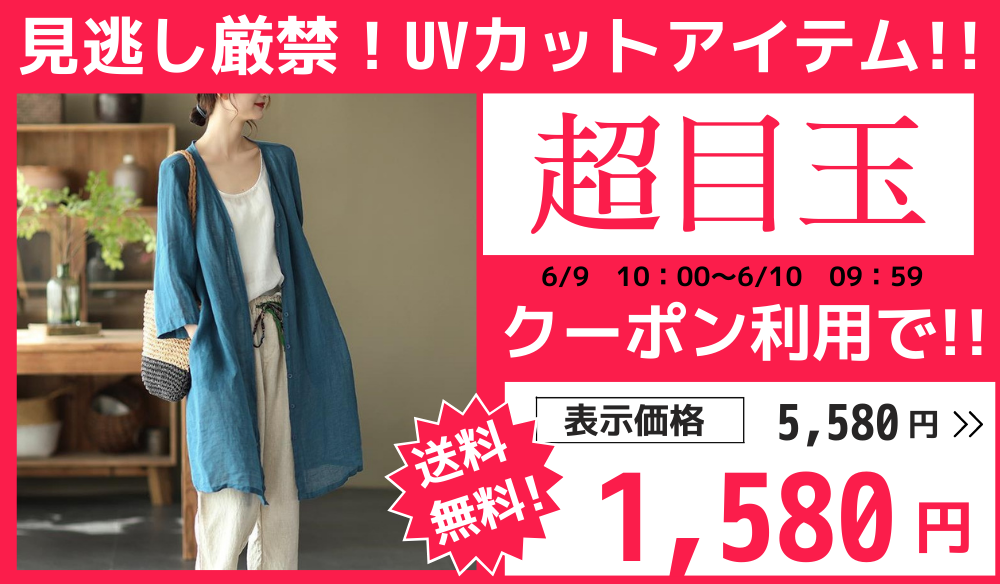 見逃し厳禁！UVカットアイテム!!
超目玉
6/9　10：00〜6/10　09：59
クーポン利用で!!
表示価格 5,580円 >>
送料
無料!
1,580円